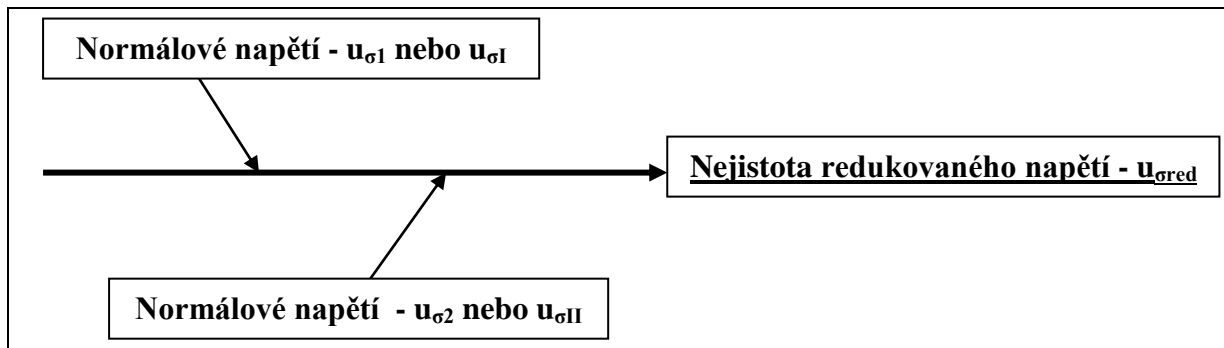 Normálové napětí - uσ1 nebo uσI
Nejistota redukovaného napětí - uσred
Normálové napětí - uσ2 nebo uσII